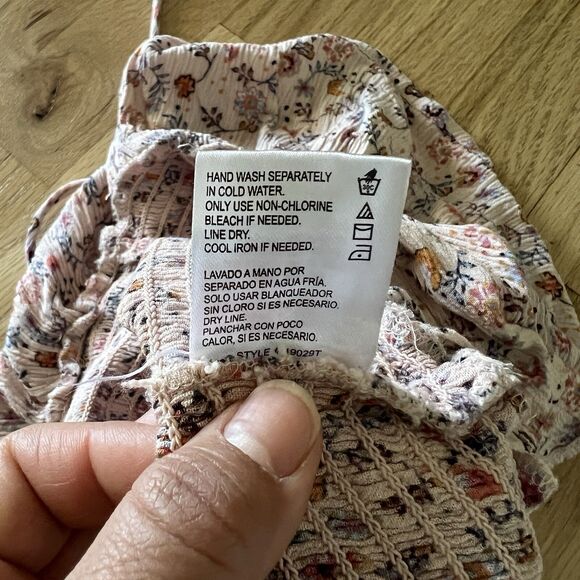 HAND WASH SEPARATELY
IN COLD WATER.
ONLY USE NON-CHLORINE
BLEACH IF NEEDED.
LINE DRY.
COOL IRON IF NEEDED.
LAVADO A MANO POR
SEPARADO EN AGUA FRÍA.
SOLO USAR BLANQUEADOR
SIN CLORO SI ES NECESARIO.
DRY LINE.
PLANCHAR CON POCO
CALOR, SI ES NECESARIO.
STYLE